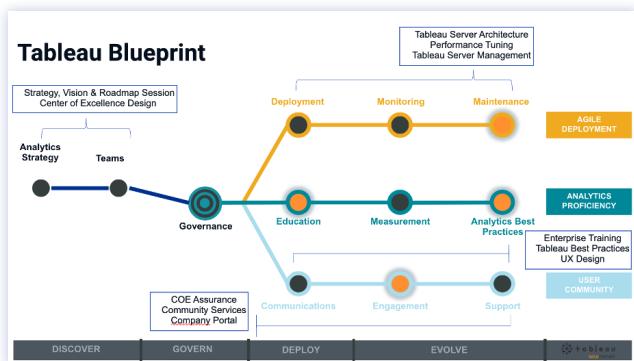 Tableau Blueprint
Tableau Server Architecture
Performance Tuning
Tableau Server Management
Strategy, Vision & Roadmap Session
Center of Excellence Design
Deployment
Monitoring
Maintenance
AGILE
DEPLOYMENT
Analytics
Strategy
Teams
Governance
Education
Measurement
Analytics Best
Practices
ANALYTICS
PROFICIENCY
Enterprise Training
Tableau Best Practices
UX Design
Communications
Engagement
Support
USER
COMMUNITY
COE Assurance
Community Services
Company Portal
DISCOVER
GOVERN
DEPLOY
EVOLVE
tableau